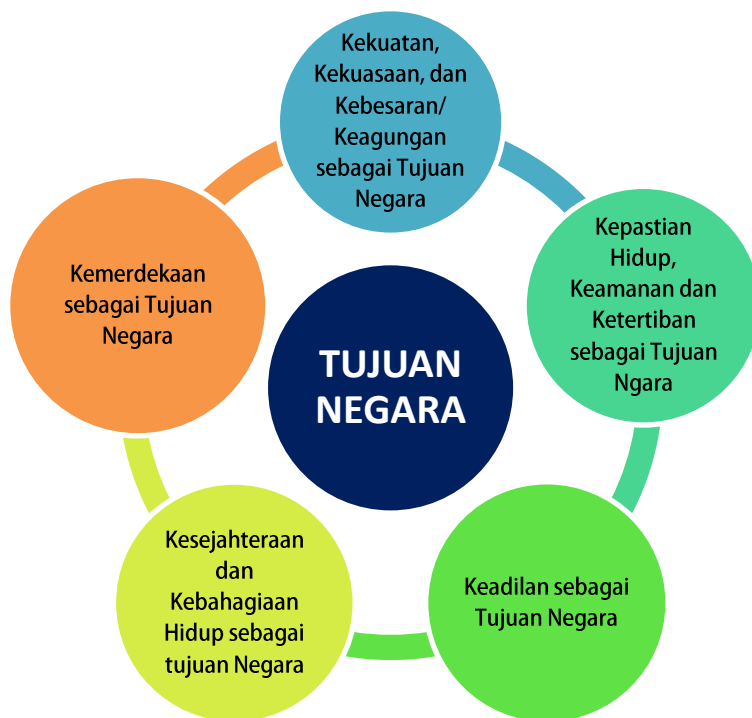 Kekuatan,
Kekuasaan, dan
Kebesaran/
Keagungan
sebagai Tujuan
Negara
Kepastian
Hidup,
Keamanan dan
Ketertiban
sebagai Tujuan
Ngara
Keadilan sebagai
Tujuan Negara
Kesejahteraan
dan
Kebahagiaan
Hidup sebagai
tujuan Negara
Kemerdekaan
sebagai Tujuan
Negara
TUJUAN
NEGARA